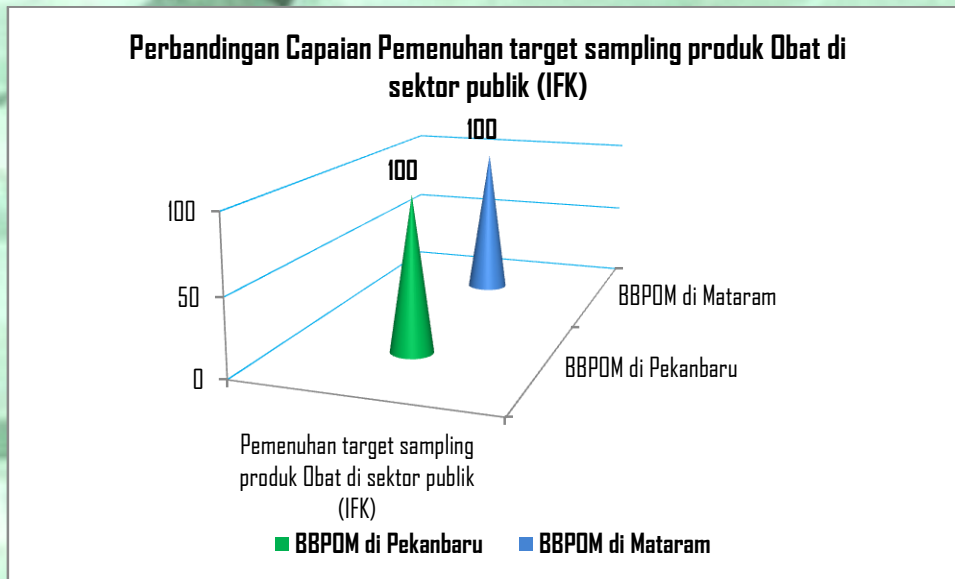 Perbandingan Capaian Pemenuhan target sampling produk Obat di
sektor publik (IFK)
100
100
100
50
0
BBPOM di Mataram
BBPOM di Pekanbaru
Pemenuhan target sampling
produk Obat di sektor publik
(IFK)
BBPOM di Pekanbaru
BBPOM di Mataram